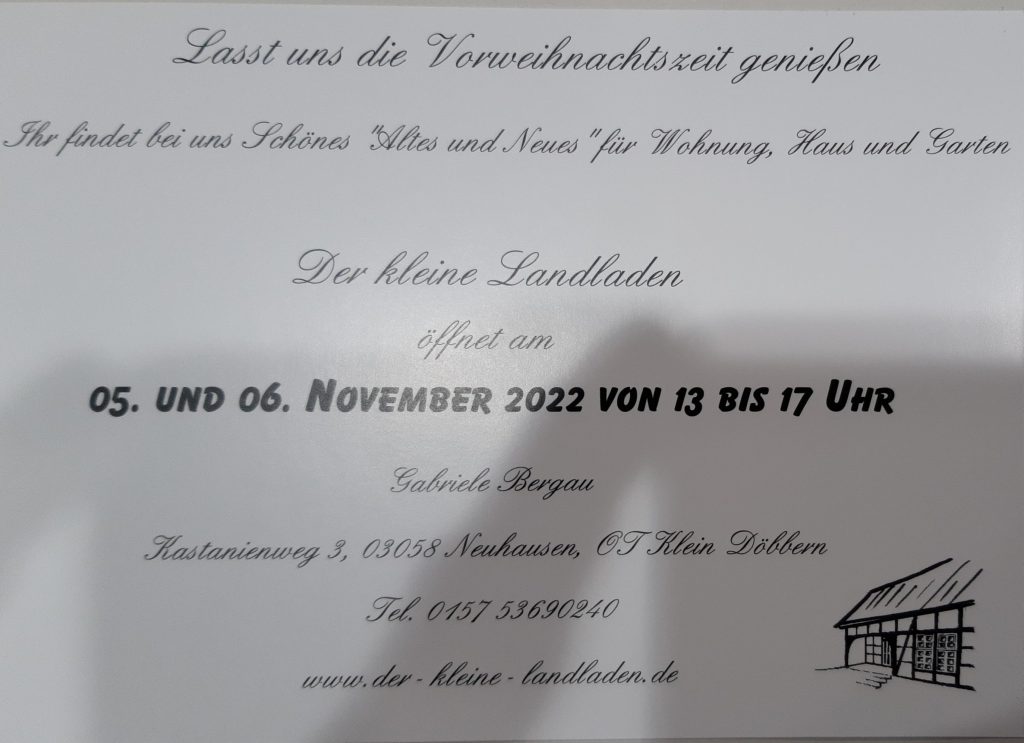 Lasst uns die Vorweihnachtszeit genießen
Ihr findet bei uns Schönes "Altes und Neues" für Wohnung, Haus und Garten
Der kleine Landladen
öffnet am
05. und 06. November 2022 von 13 bis 17 Uhr
Gabriele Bergau
Kastanienweg 3, 03058 Neuhausen, OT Klein Döbbern
Tel. 0157 53690240
www.der-kleine-landladen.de